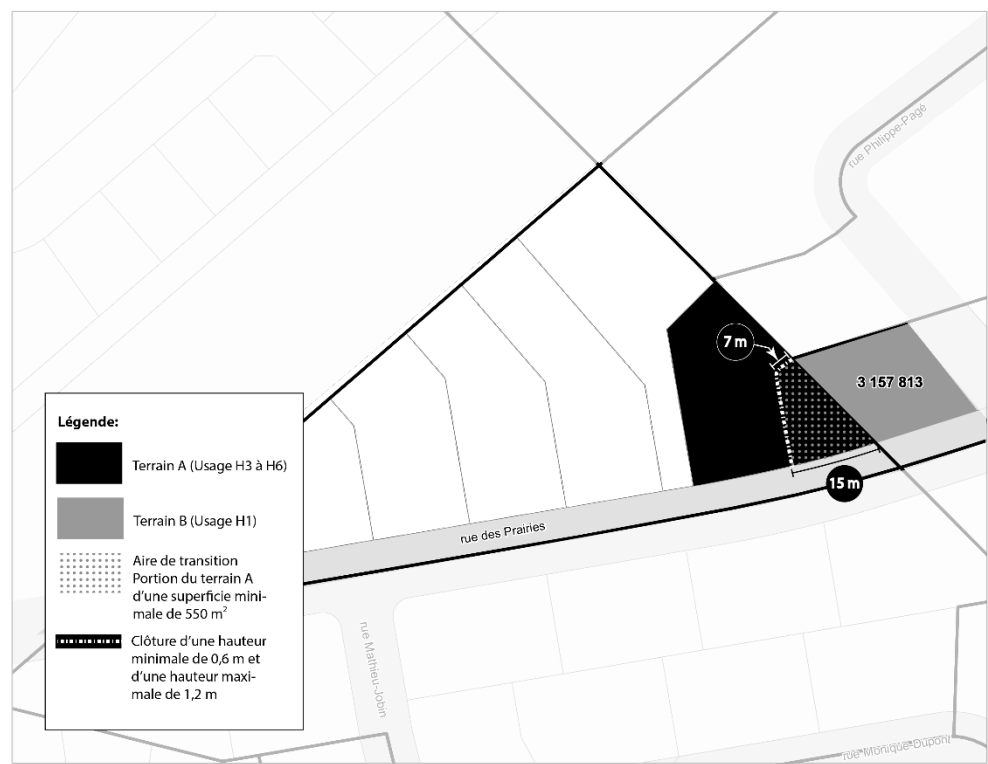 rue Philippe-Pagé
7 m
3 157 813
15 m
rue des Prairies
Légende:
Terrain A (Usage H3 à H6)
Terrain B (Usage H1)
Aire de transition
Portion du terrain A
d'une superficie mini-
male de 550 m²
Clôture d'une hauteur
minimale de 0,6 m et
d'une hauteur maxi-
male de 1,2 m
rue Mathieu-Jobin
rue Monique-Dupont